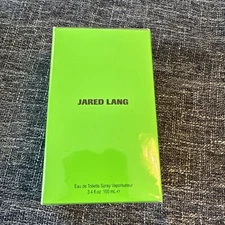 JARED LANG
Eau de Toilette Spray Vaporisateur
3.4 fl.oz. 100 mL e